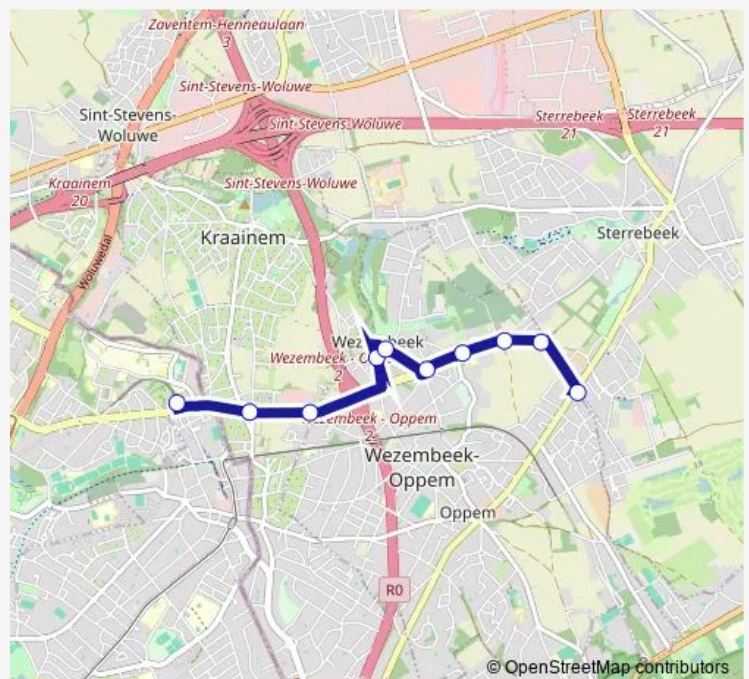 Zaventem-Henneaulaan
3
Sint-Stevens-Woluwe
Sint-Stevens-
Woluwe
Sint-Stevens-Woluwe
Sterrebeek
21
Sterrebeek
21
Kraainem
20
Sint-Stevens-Woluwe
Kraainem
Sterrebeek
Woluwedal
Wezembeek - O
2
Wezembeek - Oppem
2
Wezembeek-
Oppem
Oppem
R0
© OpenStreetMap contributors